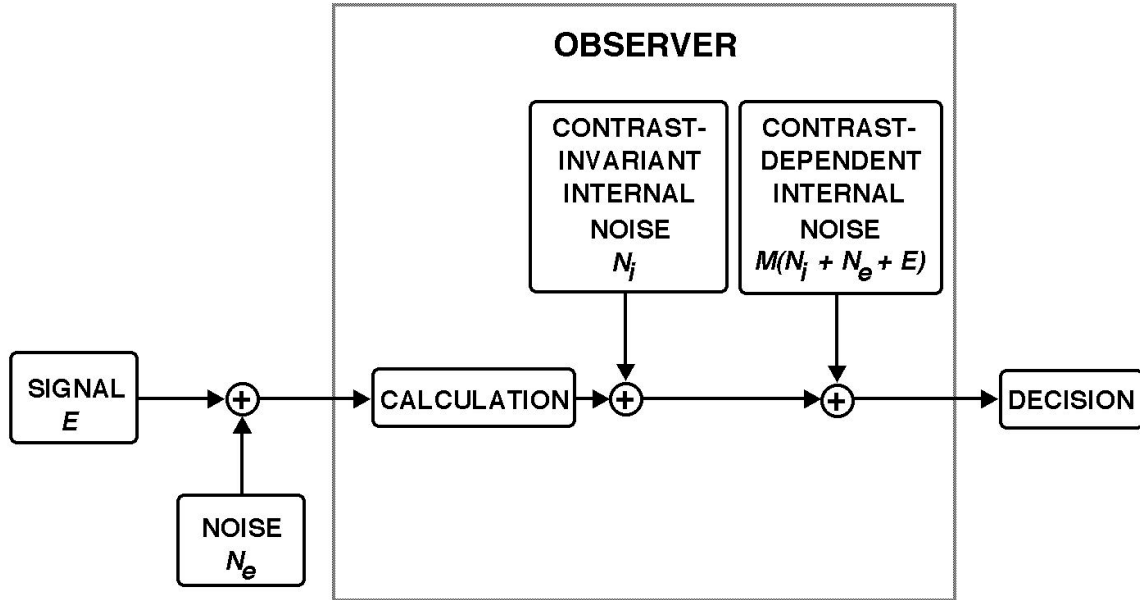 OBSERVER
CONTRAST-
INVARIANT
INTERNAL
NOISE
N_i
CONTRAST-
DEPENDENT
INTERNAL
NOISE
M(N_i + N_e + E)
SIGNAL
E
+
CALCULATION
+
+
DECISION
NOISE
N_e